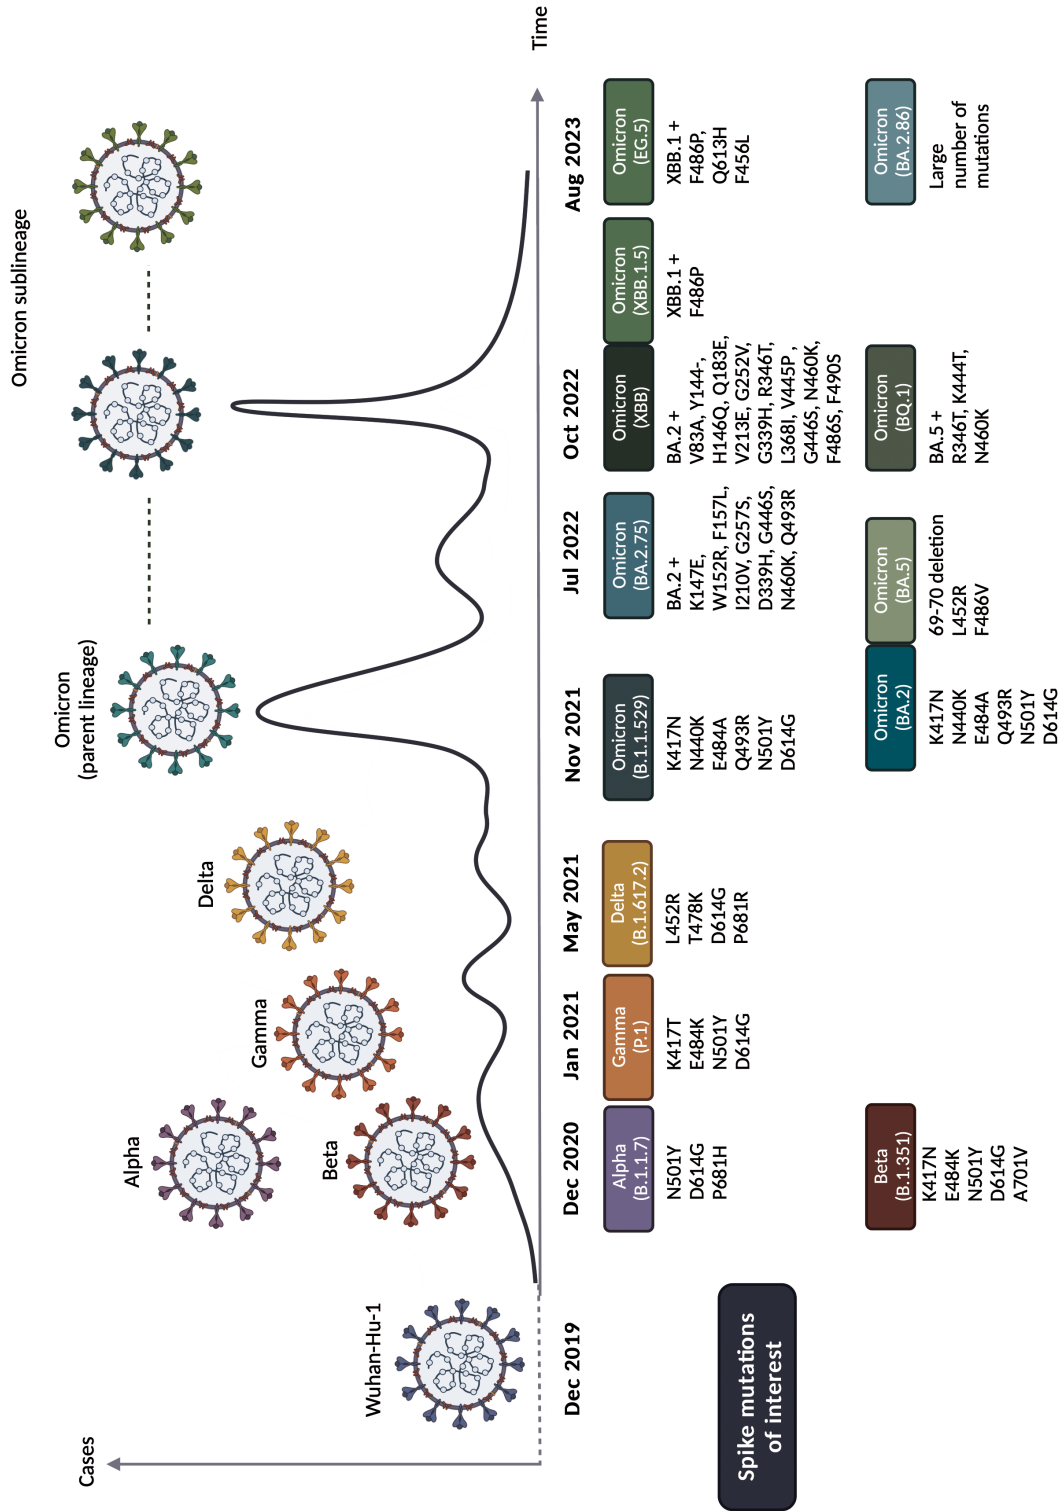 Cases
Time
Wuhan-Hu-1
Alpha
Beta
Gamma
Delta
Omicron
(parent lineage)
Omicron sublineage
Dec 2019
Dec 2020
Jan 2021
May 2021
Nov 2021
Jul 2022
Oct 2022
Aug 2023
Spike mutations
of interest
Alpha
(B.1.1.7)
N501Y
D614G
P681H
Gamma
(P.1)
K417T
E484K
N501Y
D614G
Delta
(B.1.617.2)
L452R
T478K
D614G
P681R
Omicron
(B.1.1.529)
K417N
N440K
E484A
Q493R
N501Y
D614G
Omicron
(BA.2.75)
BA.2 +
K147E,
W152R, F157L,
I210V, G257S,
D339H, G446S,
N460K, Q493R
Omicron
(XBB)
BA.2 +
V83A, Y144-,
H146Q, Q183E,
V213E, G252V,
G339H, R346T,
L368I, V445P ,
G446S, N460K,
F486S, F490S
Omicron
(XBB.1.5)
XBB.1 +
F486P
Omicron
(EG.5)
XBB.1 +
F486P,
Q613H
F456L
Beta
(B.1.351)
K417N
E484K
N501Y
D614G
A701V
Omicron
(BA.2)
K417N
N440K
E484A
Q493R
N501Y
D614G
Omicron
(BA.5)
69-70 deletion
L452R
F486V
Omicron
(BQ.1)
BA.5 +
R346T, K444T,
N460K
Omicron
(BA.2.86)
Large
number of
mutations